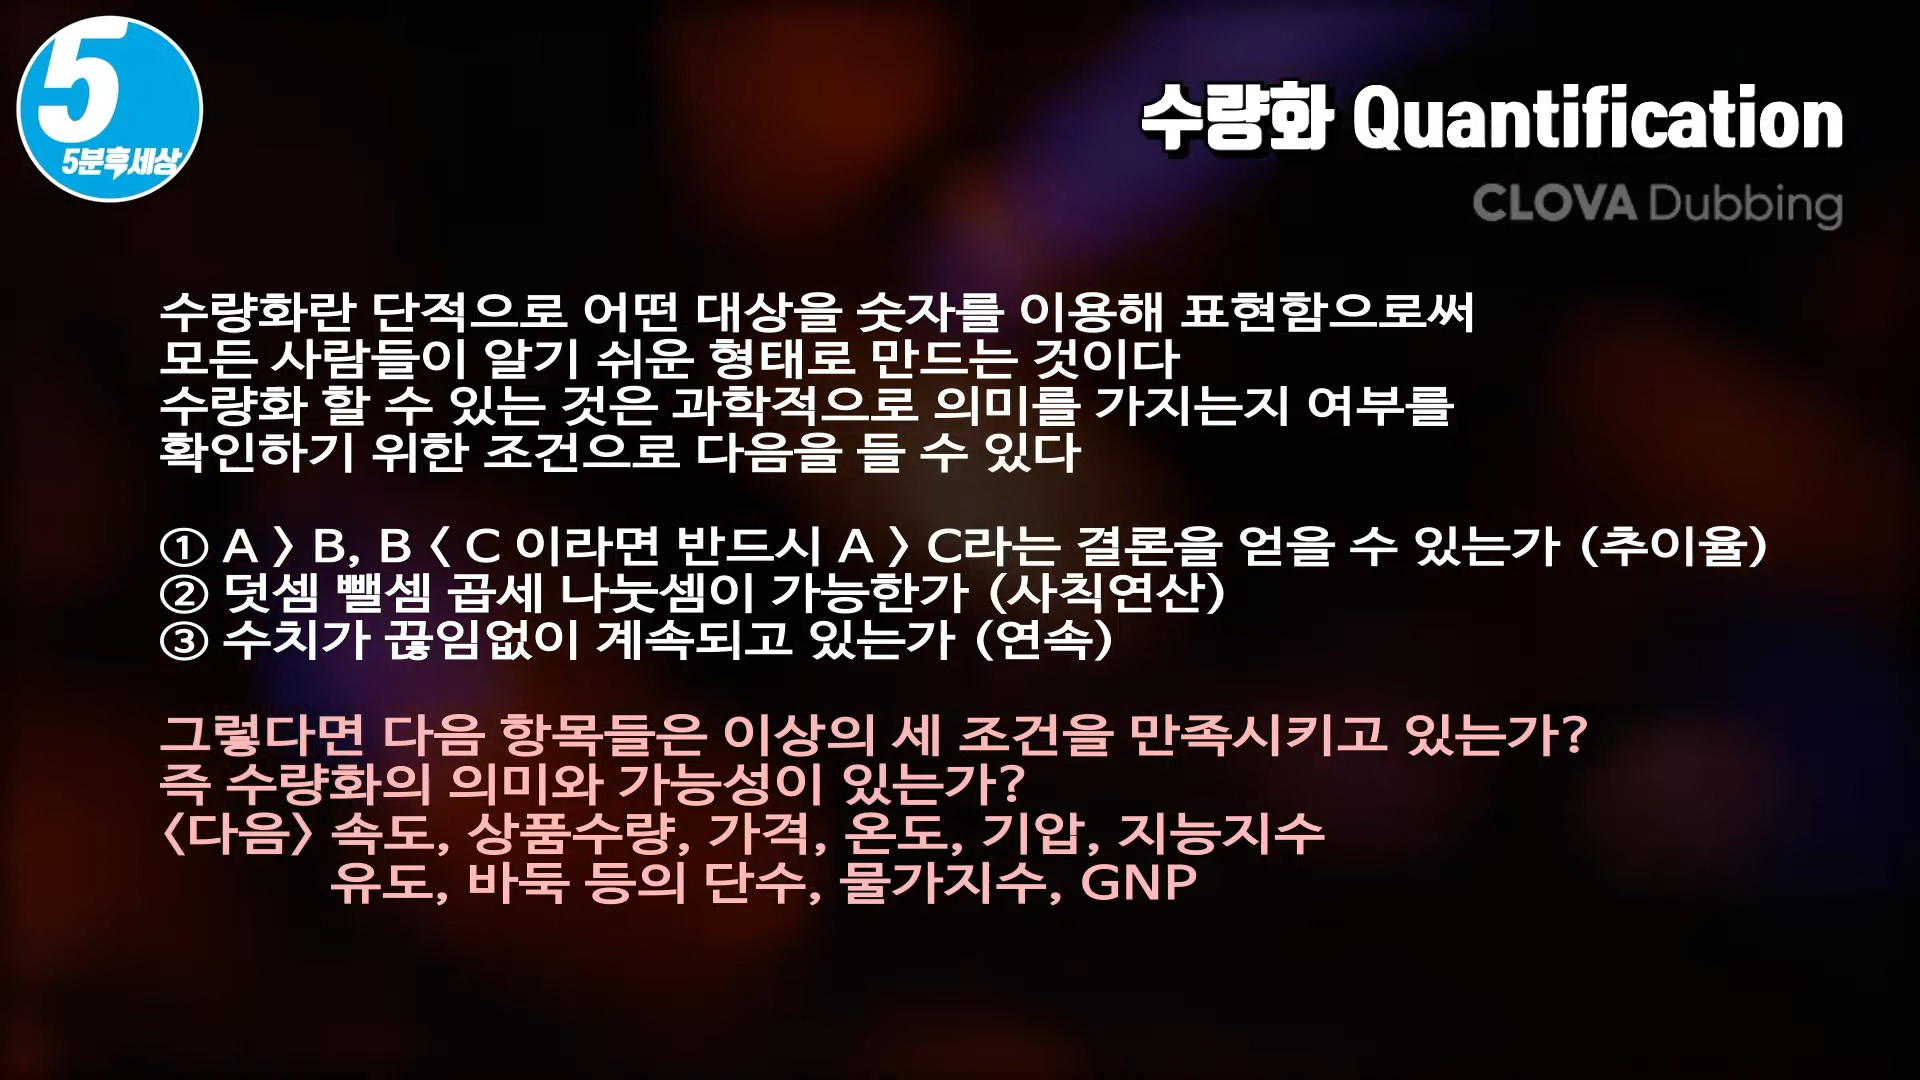 5
5분후세상
수량화 Quantification
CLOVA Dubbing
수량화란 단적으로 어떤 대상을 숫자를 이용해 표현함으로써
모든 사람들이 알기 쉬운 형태로 만드는 것이다
수량화 할 수 있는 것은 과학적으로 의미를 가지는지 여부를
확인하기 위한 조건으로 다음을 들 수 있다
① A > B, B < C 이라면 반드시 A > C라는 결론을 얻을 수 있는가 (추이율)
② 덧셈 뺄셈 곱세 나눗셈이 가능한가 (사칙연산)
③ 수치가 끊임없이 계속되고 있는가 (연속)
그렇다면 다음 항목들은 이상의 세 조건을 만족시키고 있는가?
즉 수량화의 의미와 가능성이 있는가?
<다음> 속도, 상품수량, 가격, 온도, 기압, 지능지수
유도, 바둑 등의 단수, 물가지수, GNP